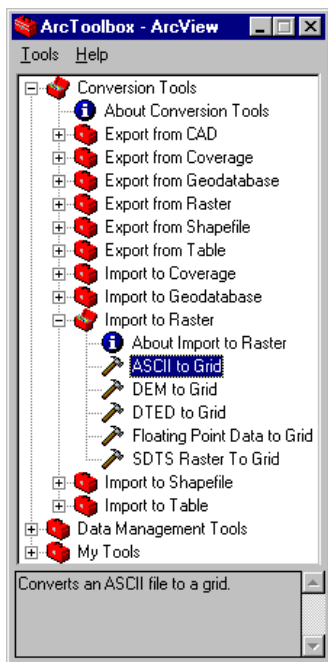 ArcToolbox - ArcView
Tools Help
Conversion Tools
About Conversion Tools
Export from CAD
Export from Coverage
Export from Geodatabase
Export from Raster
Export from Shapefile
Export from Table
Import to Coverage
Import to Geodatabase
Import to Raster
About Import to Raster
ASCII to Grid
DEM to Grid
DTED to Grid
Floating Point Data to Grid
SDTS Raster To Grid
Import to Shapefile
Import to Table
Data Management Tools
My Tools
Converts an ASCII file to a grid.